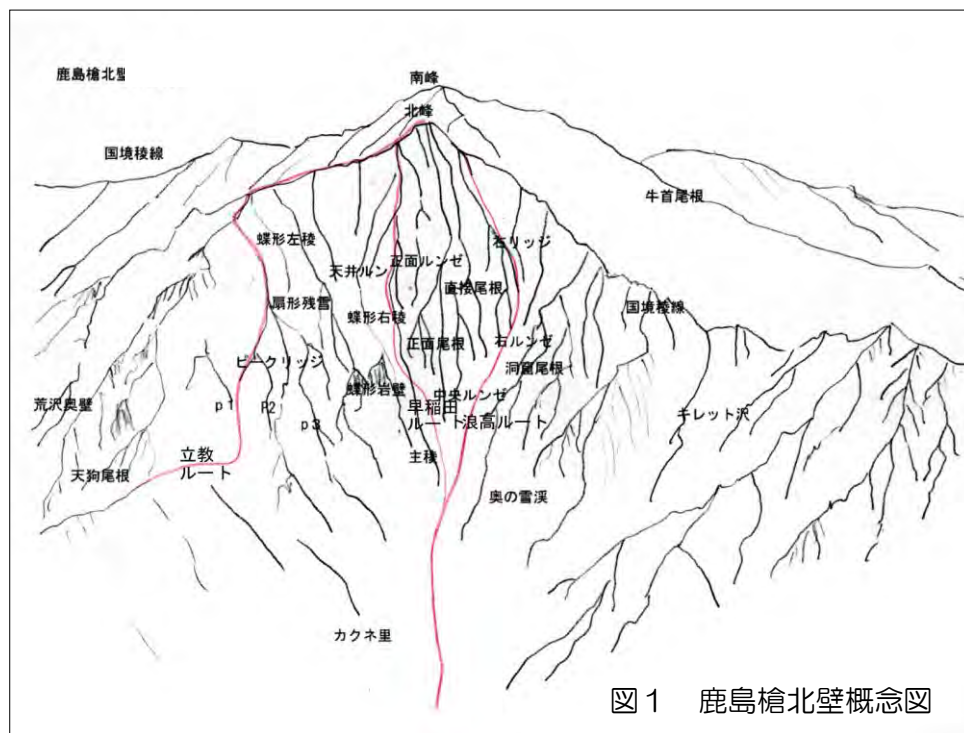 鹿島槍北壁
南峰
北峰
国境稜線
牛首尾根
蝶形左稜
右リッジ
天井ルン
正面ルンゼ
直接尾根
扇形残雪
蝶形右稜
国境稜線
正面尾根
右ルンゼ
ピークリッジ
洞窟尾根
蝶形岩壁
中央ルンゼ
荒沢奥壁
p1
P2
早稲田
ルート
浪高ルート
キレット沢
p3
主稜
立教
ルート
天狗尾根
奥の雪渓
カクネ里
図1 鹿島槍北壁概念図